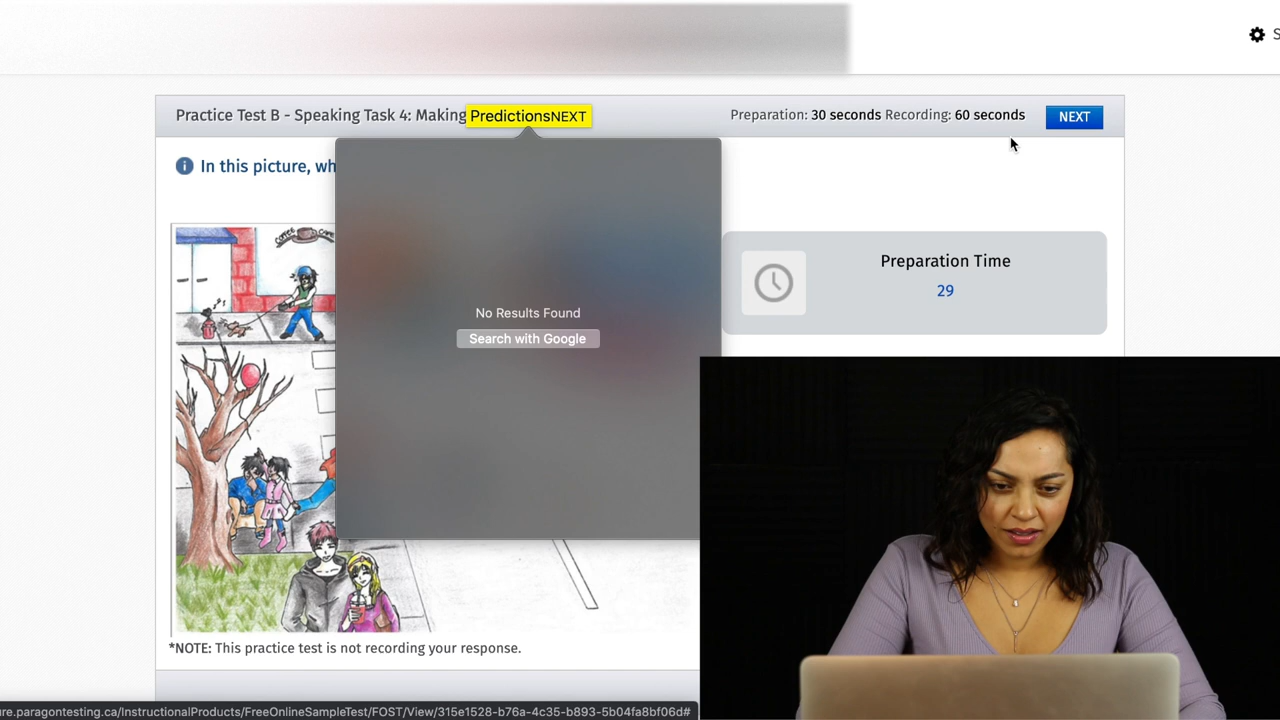 S
Practice Test B - Speaking Task 4: Making PredictionsNEXT
Preparation: 30 seconds Recording: 60 seconds
NEXT
In this picture, wh
COFFEE
Preparation Time
29
No Results Found
Search with Google
*NOTE: This practice test is not recording your response.
ure.paragontesting.ca/InstructionalProducts/FreeOnlineSampleTest/FOST/View/315e1528-b76a-4c35-b893-5b04fa8bf06d#